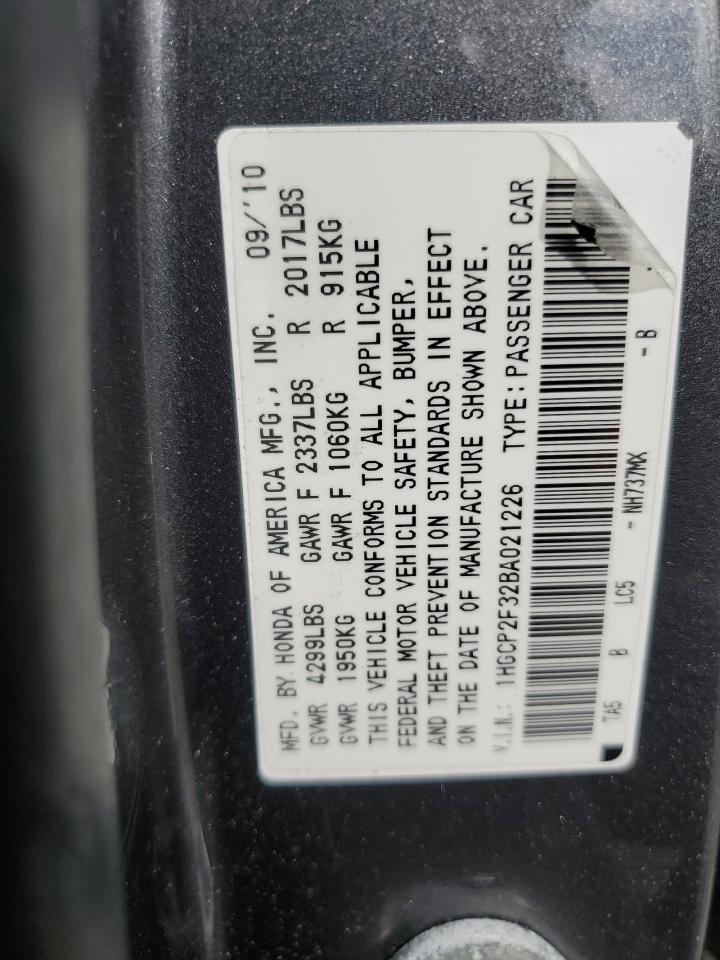 MFD. BY HONDA OF AMERICA MFG., INC. 09/'10
GVWR 4299LBS GAWR F 2337LBS R 2017LBS
GVWR 1950KG GAWR F 1060KG R 915KG
THIS VEHICLE CONFORMS TO ALL APPLICABLE
FEDERAL MOTOR VEHICLE SAFETY, BUMPER,
AND THEFT PREVENTION STANDARDS IN EFFECT
ON THE DATE OF MANUFACTURE SHOWN ABOVE.
V.I.N.: 1HGCP2F32BA021226 TYPE: PASSENGER CAR
TA5 B LC5 - NH737MX - B